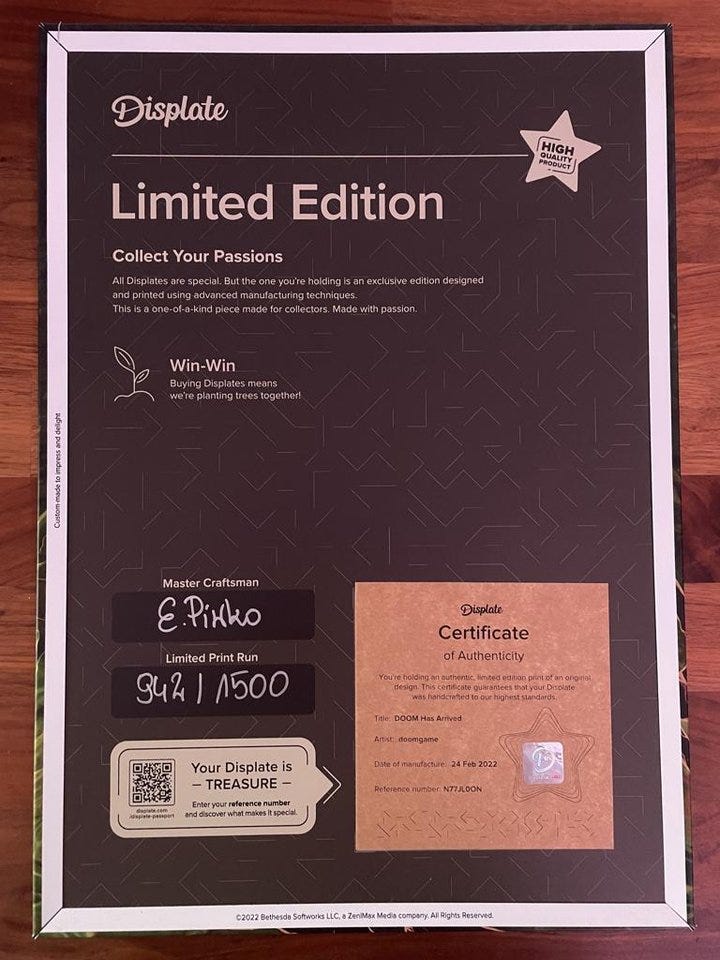 Displate
HIGH
QUALITY
PRODUCT
Limited Edition
Collect Your Passions
All Displates are special. But the one you're holding is an exclusive edition designed
and printed using advanced manufacturing techniques.
This is a one-of-a-kind piece made for collectors. Made with passion.
Win-Win
Buying Displates means
we're planting trees together!
Custom-made to impress and delight
Master Craftsman
E. Pinko
Limited Print Run
942 / 1500
Your Displate is
— TREASURE —
Enter your reference number
and discover what makes it special.
displate.com
/displate-passport
Displate
Certificate
of Authenticity
You're holding an authentic, limited edition print of an original
design. This certificate guarantees that your Displate
was handcrafted to our highest standards.
Title: DOOM Has Arrived
Artist: doomgame
Date of manufacture: 24 Feb 2022
Reference number: N77JL0ON
©2022 Bethesda Softworks LLC, a ZeniMax Media company. All Rights Reserved.